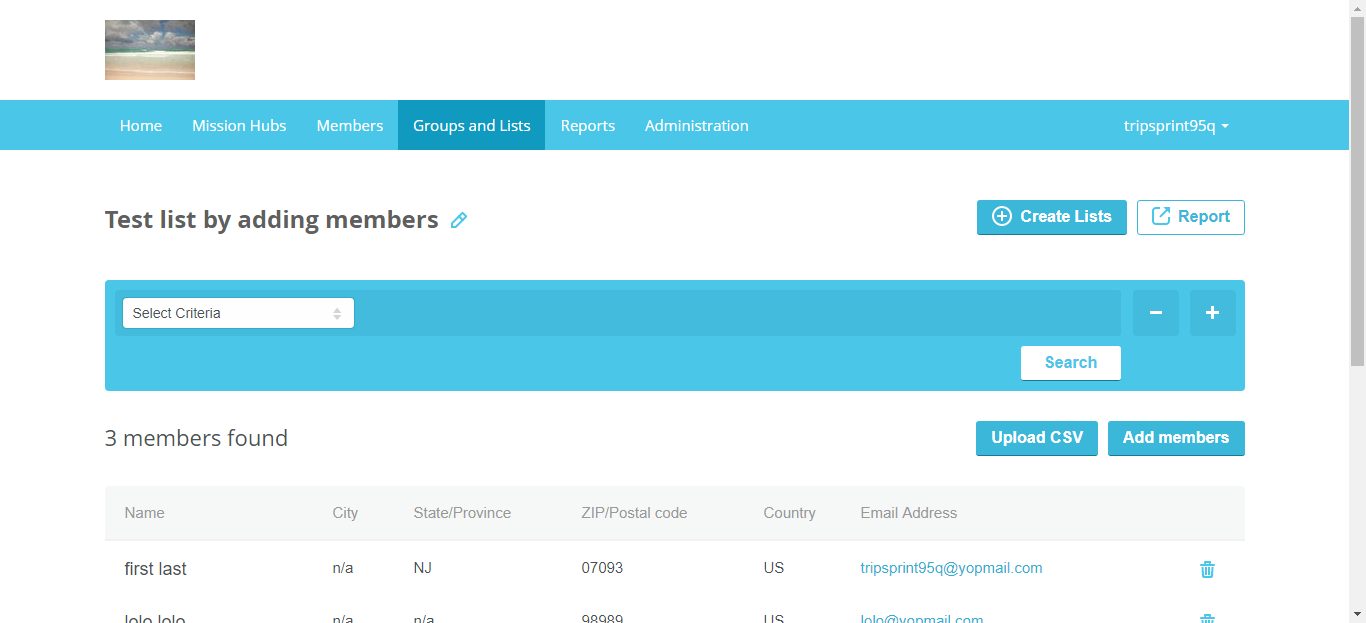 Home Mission Hubs Members Groups and Lists Reports Administration tripsprint95q
Test list by adding members Create Lists Report
Select Criteria − +
Search
3 members found Upload CSV Add members
Name City State/Province ZIP/Postal code Country Email Address
first last n/a NJ 07093 US tripsprint95q@yopmail.com
lolo lolo n/a n/a 98989 US lolo@yopmail.com